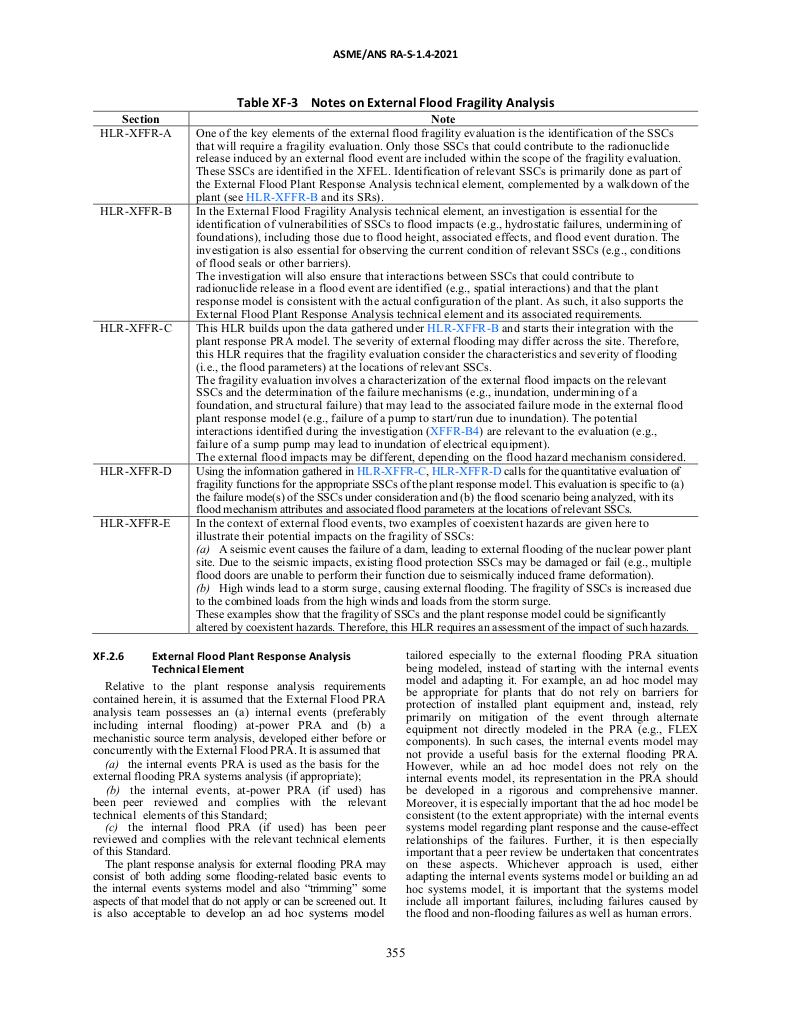 ASME/ANS RA-S-1.4-2021
Table XF-3 Notes on External Flood Fragility Analysis
Section Note
HLR-XFFR-A One of the key elements of the external flood fragility evaluation is the identification of the SSCs
that will require a fragility evaluation. Only those SSCs that could contribute to the radionuclide
release induced by an external flood event are included within the scope of the fragility evaluation.
These SSCs are identified in the XFEL. Identification of relevant SSCs is primarily done as part of
the External Flood Plant Response Analysis technical element, complemented by a walkdown of the
plant (see HLR-XFFR-B and its SRs).
HLR-XFFR-B In the External Flood Fragility Analysis technical element, an investigation is essential for the
identification of vulnerabilities of SSCs to flood impacts (e.g., hydrostatic failures, undermining of
foundations), including those due to flood height, associated effects, and flood event duration. The
investigation is also essential for observing the current condition of relevant SSCs (e.g., conditions
of flood seals or other barriers).
The investigation will also ensure that interactions between SSCs that could contribute to
radionuclide release in a flood event are identified (e.g., spatial interactions) and that the plant
response model is consistent with the actual configuration of the plant. As such, it also supports the
External Flood Plant Response Analysis technical element and its associated requirements.
HLR-XFFR-C This HLR builds upon the data gathered under HLR-XFFR-B and starts their integration with the
plant response PRA model. The severity of external flooding may differ across the site. Therefore,
this HLR requires that the fragility evaluation consider the characteristics and severity of flooding
(i.e., the flood parameters) at the locations of relevant SSCs.
The fragility evaluation involves a characterization of the external flood impacts on the relevant
SSCs and the determination of the failure mechanisms (e.g., inundation, undermining of a
foundation, and structural failure) that may lead to the associated failure mode in the external flood
plant response model (e.g., failure of a pump to start/run due to inundation). The potential
interactions identified during the investigation (XFFR-B4) are relevant to the evaluation (e.g.,
failure of a sump pump may lead to inundation of electrical equipment).
The external flood impacts may be different, depending on the flood hazard mechanism considered.
HLR-XFFR-D Using the information gathered in HLR-XFFR-C, HLR-XFFR-D calls for the quantitative evaluation of
fragility functions for the appropriate SSCs of the plant response model. This evaluation is specific to (a)
the failure mode(s) of the SSCs under consideration and (b) the flood scenario being analyzed, with its
flood mechanism attributes and associated flood parameters at the locations of relevant SSCs.
HLR-XFFR-E In the context of external flood events, two examples of coexistent hazards are given here to
illustrate their potential impacts on the fragility of SSCs:
(a) A seismic event causes the failure of a dam, leading to external flooding of the nuclear power plant
site. Due to the seismic impacts, existing flood protection SSCs may be damaged or fail (e.g., multiple
flood doors are unable to perform their function due to seismically induced frame deformation).
(b) High winds lead to a storm surge, causing external flooding. The fragility of SSCs is increased due
to the combined loads from the high winds and loads from the storm surge.
These examples show that the fragility of SSCs and the plant response model could be significantly
altered by coexistent hazards. Therefore, this HLR requires an assessment of the impact of such hazards.
XF.2.6 External Flood Plant Response Analysis
Technical Element
Relative to the plant response analysis requirements
contained herein, it is assumed that the External Flood PRA
analysis team possesses an (a) internal events (preferably
including internal flooding) at-power PRA and (b) a
mechanistic source term analysis, developed either before or
concurrently with the External Flood PRA. It is assumed that
(a) the internal events PRA is used as the basis for the
external flooding PRA systems analysis (if appropriate);
(b) the internal events, at-power PRA (if used) has
been peer reviewed and complies with the relevant
technical elements of this Standard;
(c) the internal flood PRA (if used) has been peer
reviewed and complies with the relevant technical elements
of this Standard.
The plant response analysis for external flooding PRA may
consist of both adding some flooding-related basic events to
the internal events systems model and also “trimming” some
aspects of that model that do not apply or can be screened out. It
is also acceptable to develop an ad hoc systems model
tailored especially to the external flooding PRA situation
being modeled, instead of starting with the internal events
model and adapting it. For example, an ad hoc model may
be appropriate for plants that do not rely on barriers for
protection of installed plant equipment and, instead, rely
primarily on mitigation of the event through alternate
equipment not directly modeled in the PRA (e.g., FLEX
components). In such cases, the internal events model may
not provide a useful basis for the external flooding PRA.
However, while an ad hoc model does not rely on the
internal events model, its representation in the PRA should
be developed in a rigorous and comprehensive manner.
Moreover, it is especially important that the ad hoc model be
consistent (to the extent appropriate) with the internal events
systems model regarding plant response and the cause-effect
relationships of the failures. Further, it is then especially
important that a peer review be undertaken that concentrates
on these aspects. Whichever approach is used, either
adapting the internal events systems model or building an ad
hoc systems model, it is important that the systems model
include all important failures, including failures caused by
the flood and non-flooding failures as well as human errors.
355